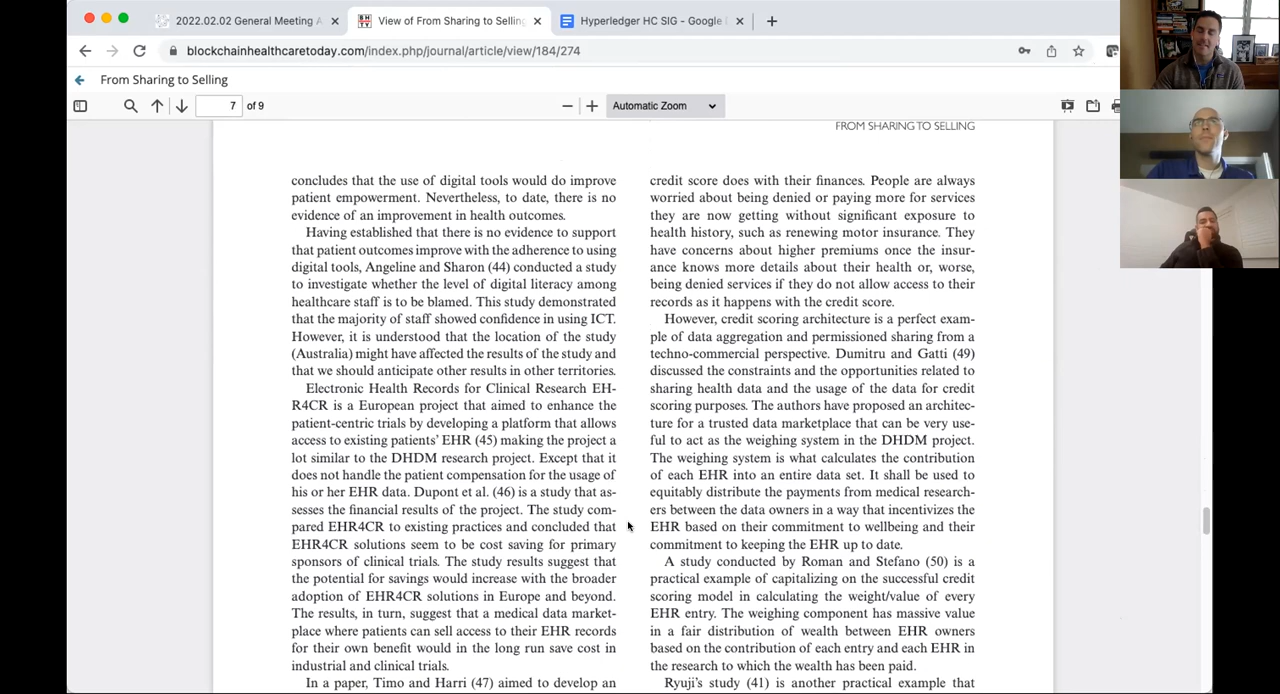 2022.02.02 General Meeting A
View of From Sharing to Selling
Hyperledger HC SIG - Google
blockchainhealthcaretoday.com/index.php/journal/article/view/184/274
From Sharing to Selling
7 of 9
Automatic Zoom
FROM SHARING TO SELLING
concludes that the use of digital tools would do improve
patient empowerment. Nevertheless, to date, there is no
evidence of an improvement in health outcomes.
Having established that there is no evidence to support
that patient outcomes improve with the adherence to using
digital tools, Angeline and Sharon (44) conducted a study
to investigate whether the level of digital literacy among
healthcare staff is to be blamed. This study demonstrated
that the majority of staff showed confidence in using ICT.
However, it is understood that the location of the study
(Australia) might have affected the results of the study and
that we should anticipate other results in other territories.
Electronic Health Records for Clinical Research EH-
R4CR is a European project that aimed to enhance the
patient-centric trials by developing a platform that allows
access to existing patients' EHR (45) making the project a
lot similar to the DHDM research project. Except that it
does not handle the patient compensation for the usage of
his or her EHR data. Dupont et al. (46) is a study that as-
sesses the financial results of the project. The study com-
pared EHR4CR to existing practices and concluded that
EHR4CR solutions seem to be cost saving for primary
sponsors of clinical trials. The study results suggest that
the potential for savings would increase with the broader
adoption of EHR4CR solutions in Europe and beyond.
The results, in turn, suggest that a medical data market-
place where patients can sell access to their EHR records
for their own benefit would in the long run save cost in
industrial and clinical trials.
In a paper, Timo and Harri (47) aimed to develop an
credit score does with their finances. People are always
worried about being denied or paying more for services
they are now getting without significant exposure to
health history, such as renewing motor insurance. They
have concerns about higher premiums once the insur-
ance knows more details about their health or, worse,
being denied services if they do not allow access to their
records as it happens with the credit score.
However, credit scoring architecture is a perfect exam-
ple of data aggregation and permissioned sharing from a
techno-commercial perspective. Dumitru and Gatti (49)
discussed the constraints and the opportunities related to
sharing health data and the usage of the data for credit
scoring purposes. The authors have proposed an architec-
ture for a trusted data marketplace that can be very use-
ful to act as the weighing system in the DHDM project.
The weighing system is what calculates the contribution
of each EHR into an entire data set. It shall be used to
equitably distribute the payments from medical research-
ers between the data owners in a way that incentivizes the
EHR based on their commitment to wellbeing and their
commitment to keeping the EHR up to date.
A study conducted by Roman and Stefano (50) is a
practical example of capitalizing on the successful credit
scoring model in calculating the weight/value of every
EHR entry. The weighing component has massive value
in a fair distribution of wealth between EHR owners
based on the contribution of each entry and each EHR in
the research to which the wealth has been paid.
Ryuji's study (41) is another practical example that